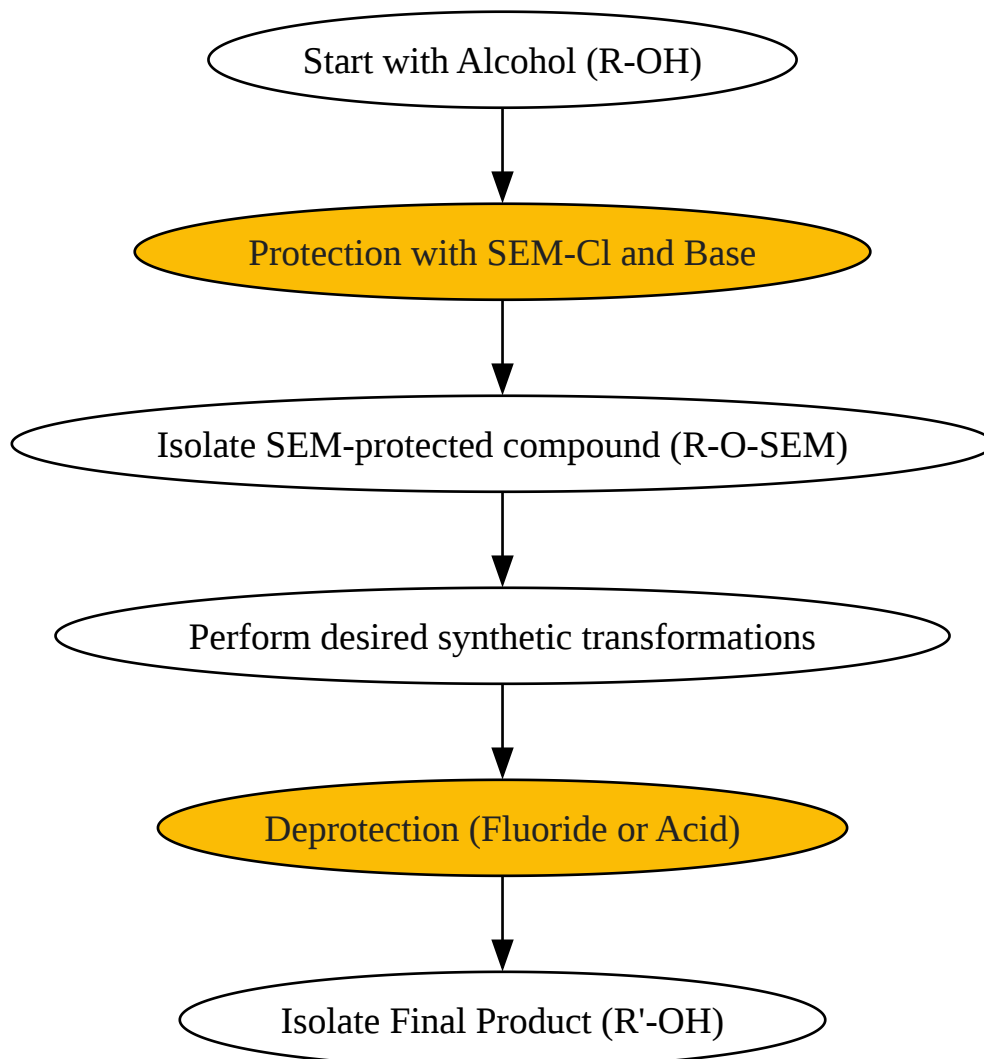 Start with Alcohol (R-OH)
Protection with SEM-Cl and Base
Isolate SEM-protected compound (R-O-SEM)
Perform desired synthetic transformations
Deprotection (Fluoride or Acid)
Isolate Final Product (R'-OH)